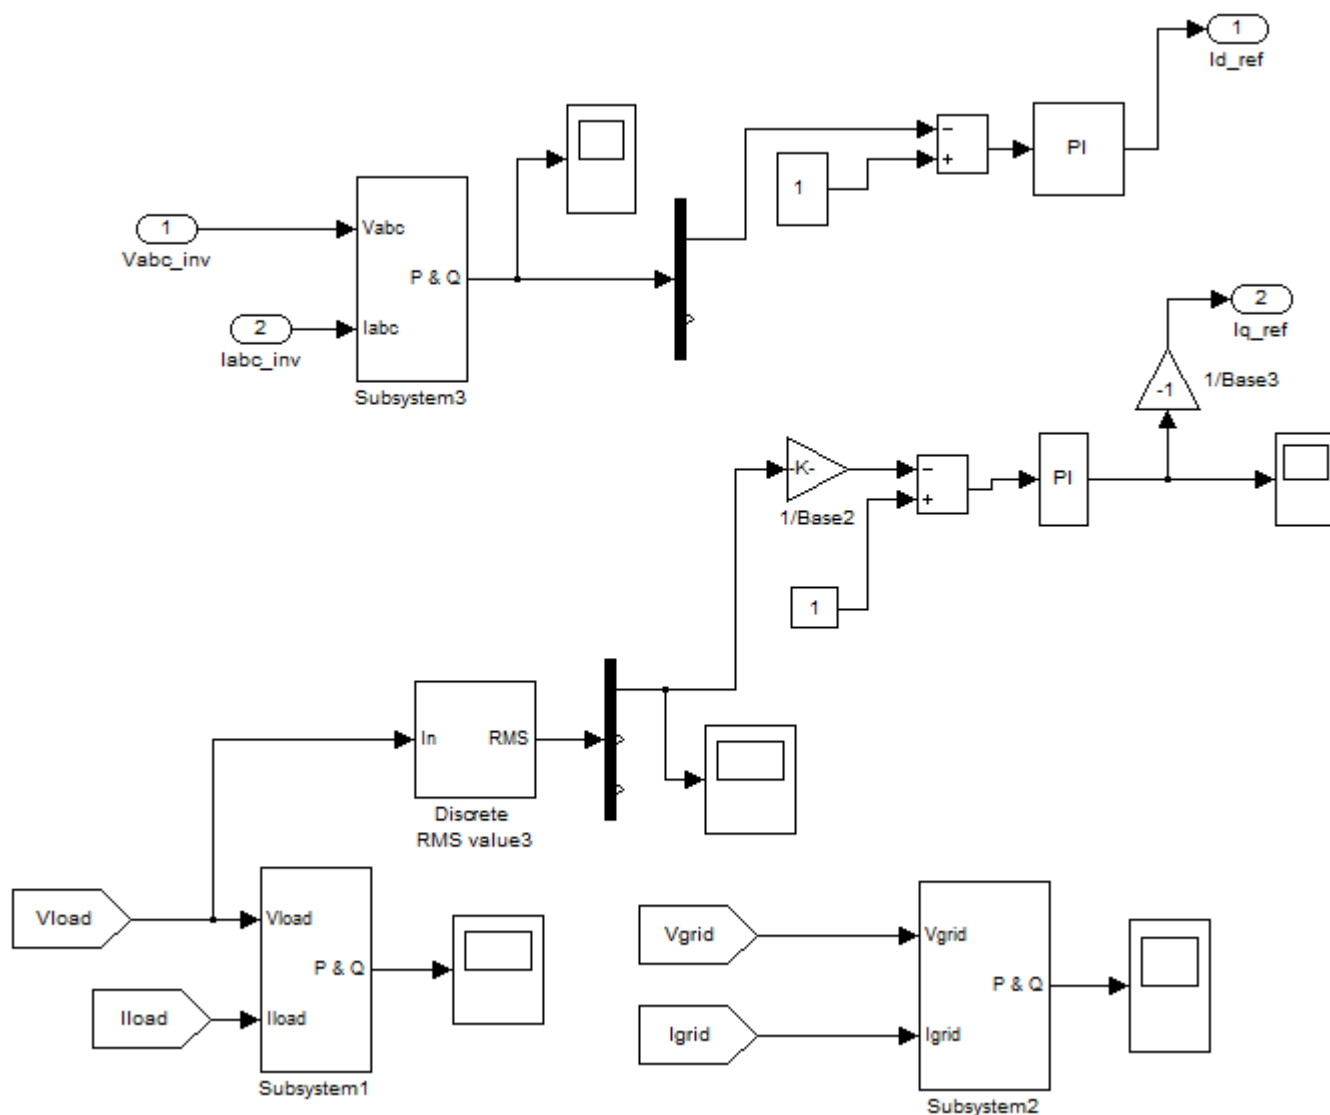 1
Id_ref
−
+
PI
1
1
Vabc_inv
Vabc
P & Q
2
Iabc_inv
Iabc
Subsystem3
2
Iq_ref
-1
1/Base3
-K-
1/Base2
−
+
PI
1
In
RMS
Discrete
RMS value3
Vload
Vload
P & Q
Iload
Iload
Subsystem1
Vgrid
Vgrid
P & Q
Igrid
Igrid
Subsystem2